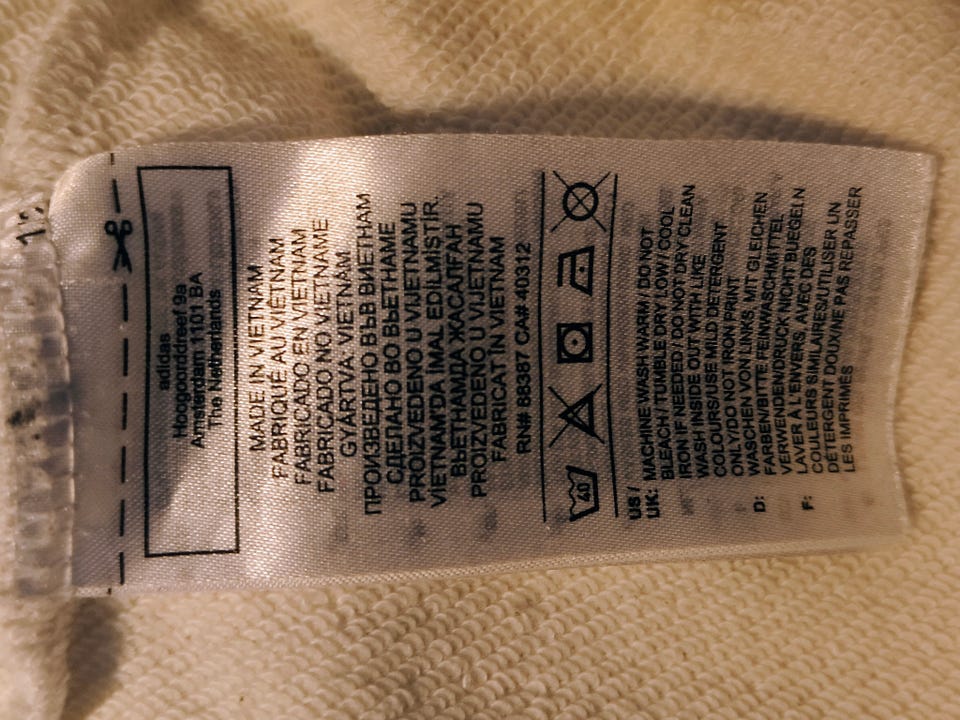 adidas
Hoogoorddreef 9a
Amsterdam 1101 BA
The Netherlands
MADE IN VIETNAM
FABRIQUÉ AU VIETNAM
FABRICADO EN VIETNAM
FABRICADO NO VIETNAME
GYÁRTVA VIETNAM
ПРОИЗВЕДЕНО ВЪВ ВИЕТНАМ
СДЕЛАНО ВО ВЬЕТНАМЕ
PROIZVEDENO U VIJETNAMU
VİETNAM'DA İMAL EDİLMİŞTİR.
ВЬЕТНАМДА ЖАСАЛҒАН
PROIZVEDENO U VIJETNAMU
FABRICAT ÎN VIETNAM
RN# 88387 CA# 40312
40
US / UK: MACHINE WASH WARM / DO NOT
BLEACH / TUMBLE DRY LOW / COOL
IRON IF NEEDED / DO NOT DRY CLEAN
WASH INSIDE OUT WITH LIKE
COLOURS/USE MILD DETERGENT
ONLY/DO NOT IRON PRINT
D: WASCHEN VON LINKS, MIT GLEICHEN
FARBEN/BITTE FEINWASCHMITTEL
VERWENDEN/DRUCK NICHT BUEGELN
F: LAVER À L'ENVERS, AVEC DES
COULEURS SIMILAIRES/UTILISER UN
DÉTERGENT DOUX/NE PAS REPASSER
LES IMPRIMÉS